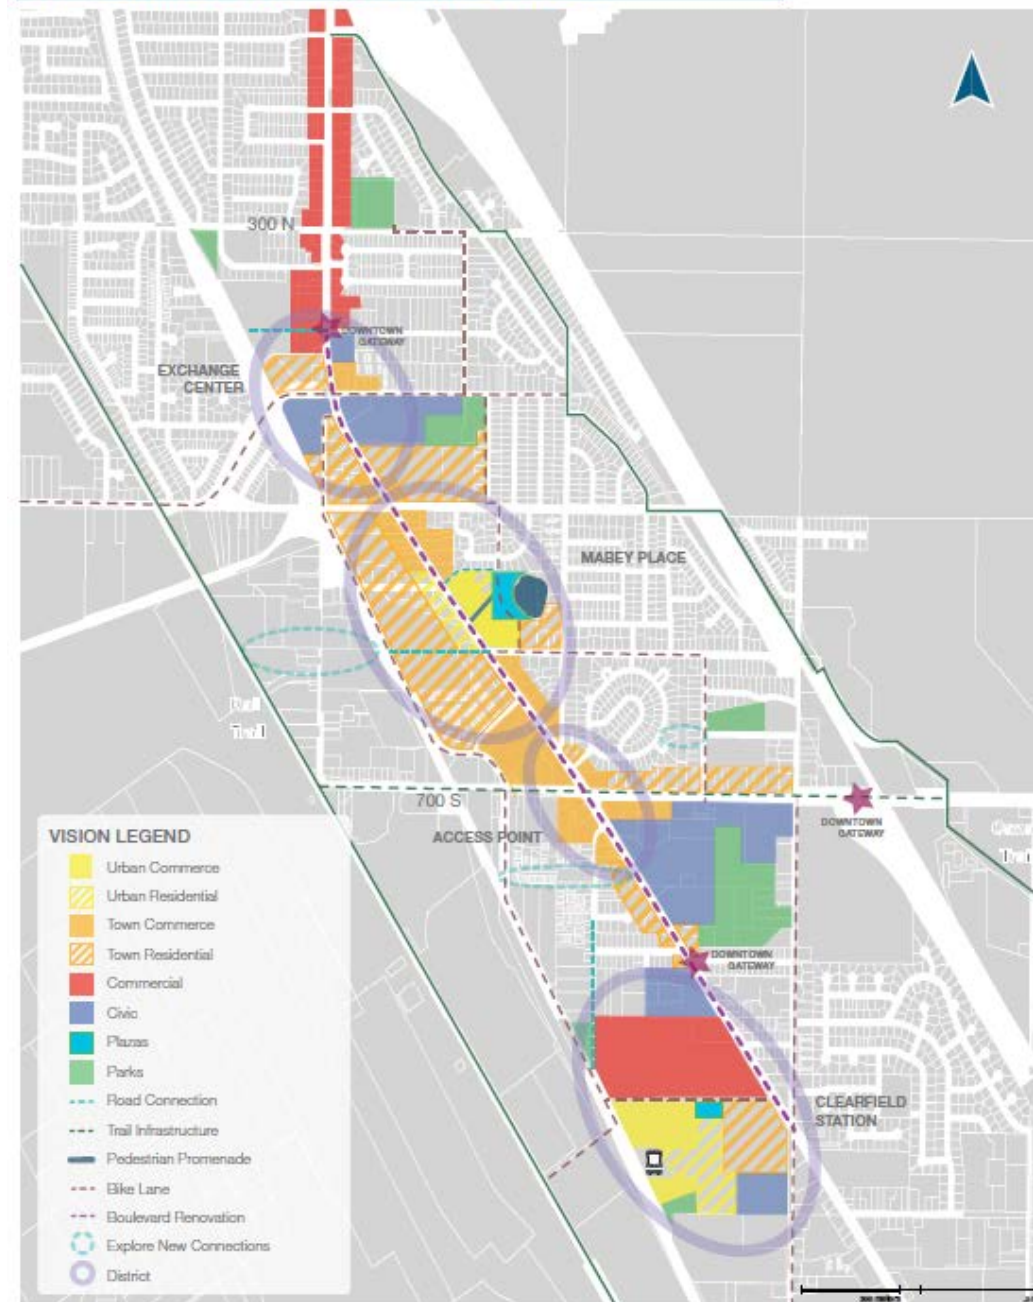 300 N
DOWNTOWN
GATEWAY
EXCHANGE
CENTER
MABEY PLACE
Trail
700 S
ACCESS POINT
DOWNTOWN
GATEWAY
DOWNTOWN
GATEWAY
CLEARFIELD
STATION
VISION LEGEND
Urban Commerce
Urban Residential
Town Commerce
Town Residential
Commercial
Civic
Plazas
Parks
Road Connection
Trail Infrastructure
Pedestrian Promenade
Bike Lane
Boulevard Renovation
Explore New Connections
District